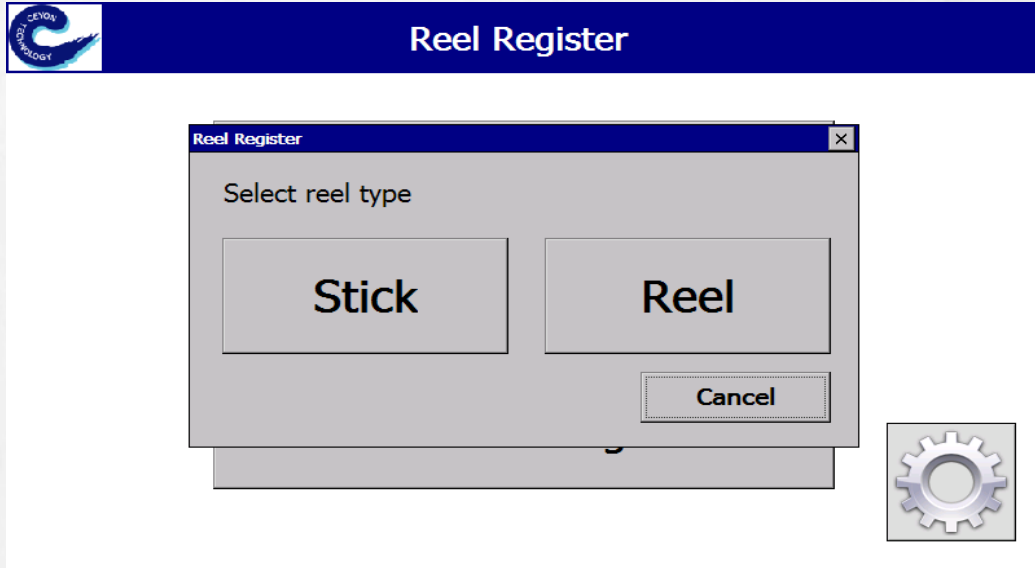 CEYON
TECHNOLOGY
Reel Register
Reel Register
Select reel type
Stick
Reel
Cancel